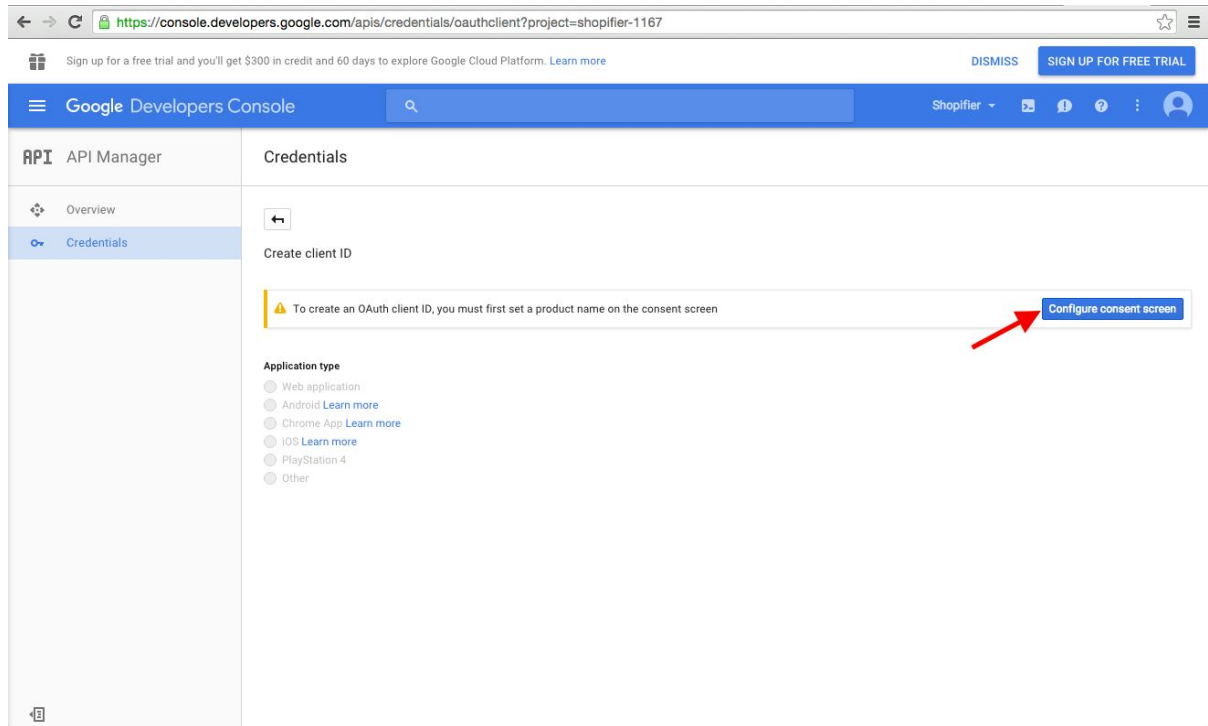 https://console.developers.google.com/apis/credentials/oauthclient?project=shopifier-1167
Sign up for a free trial and you'll get $300 in credit and 60 days to explore Google Cloud Platform. Learn more
DISMISS
SIGN UP FOR FREE TRIAL
Google Developers Console
Shopifier
API API Manager
Credentials
Overview
Credentials
Create client ID
To create an OAuth client ID, you must first set a product name on the consent screen
Configure consent screen
Application type
Web application
Android Learn more
Chrome App Learn more
iOS Learn more
PlayStation 4
Other